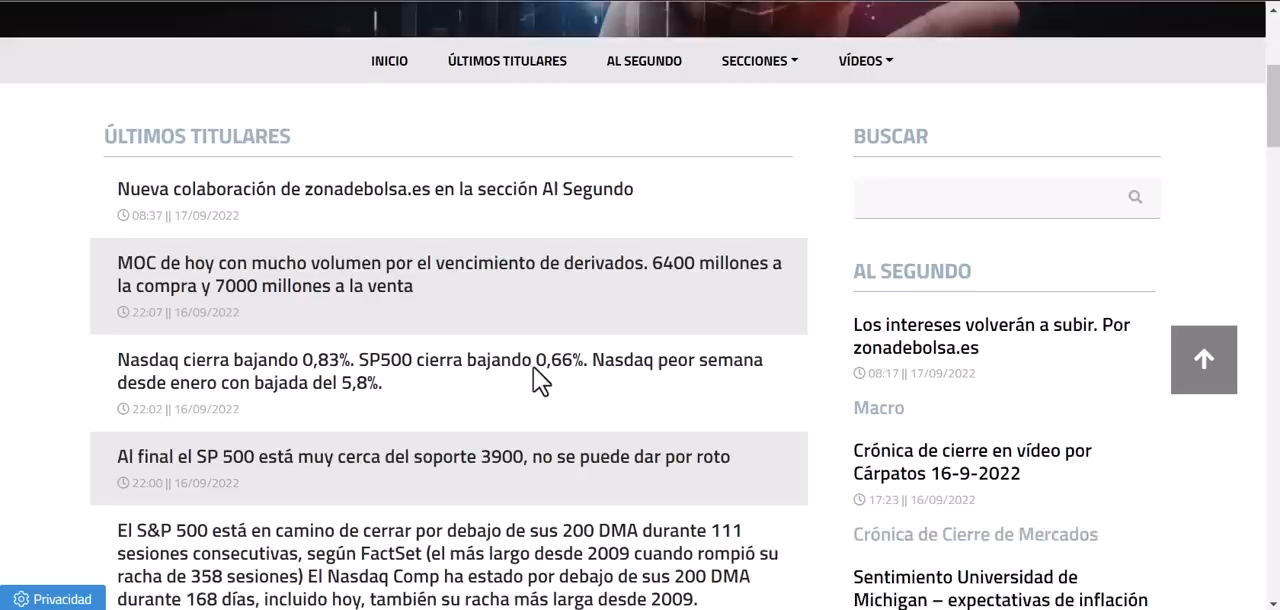 INICIO
ÚLTIMOS TITULARES
AL SEGUNDO
SECCIONES
VÍDEOS
ÚLTIMOS TITULARES
Nueva colaboración de zonadebolsa.es en la sección Al Segundo
08:37 || 17/09/2022
MOC de hoy con mucho volumen por el vencimiento de derivados. 6400 millones a
la compra y 7000 millones a la venta
22:07 || 16/09/2022
Nasdaq cierra bajando 0,83%. SP500 cierra bajando 0,66%. Nasdaq peor semana
desde enero con bajada del 5,8%.
22:02 || 16/09/2022
Al final el SP 500 está muy cerca del soporte 3900, no se puede dar por roto
22:00 || 16/09/2022
El S&P 500 está en camino de cerrar por debajo de sus 200 DMA durante 111
sesiones consecutivas, según FactSet (el más largo desde 2009 cuando rompió su
racha de 358 sesiones) El Nasdaq Comp ha estado por debajo de sus 200 DMA
durante 168 días, incluido hoy, también su racha más larga desde 2009.
BUSCAR
AL SEGUNDO
Los intereses volverán a subir. Por
zonadebolsa.es
08:17 || 17/09/2022
Macro
Crónica de cierre en vídeo por
Cárpatos 16-9-2022
17:23 || 16/09/2022
Crónica de Cierre de Mercados
Sentimiento Universidad de
Michigan – expectativas de inflación
Privacidad